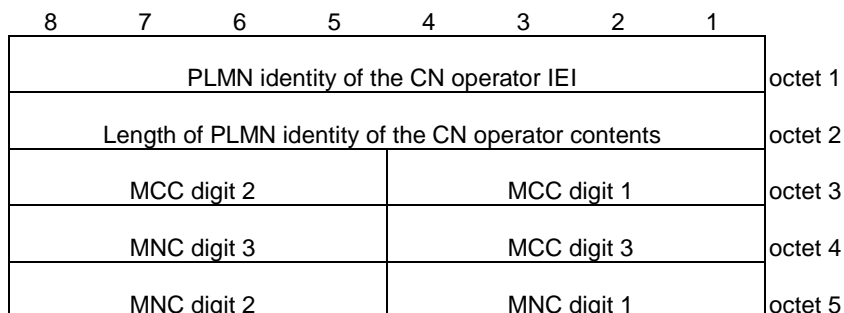 8 7 6 5 4 3 2 1
PLMN identity of the CN operator IEI octet 1
Length of PLMN identity of the CN operator contents octet 2
MCC digit 2 MCC digit 1 octet 3
MNC digit 3 MCC digit 3 octet 4
MNC digit 2 MNC digit 1 octet 5